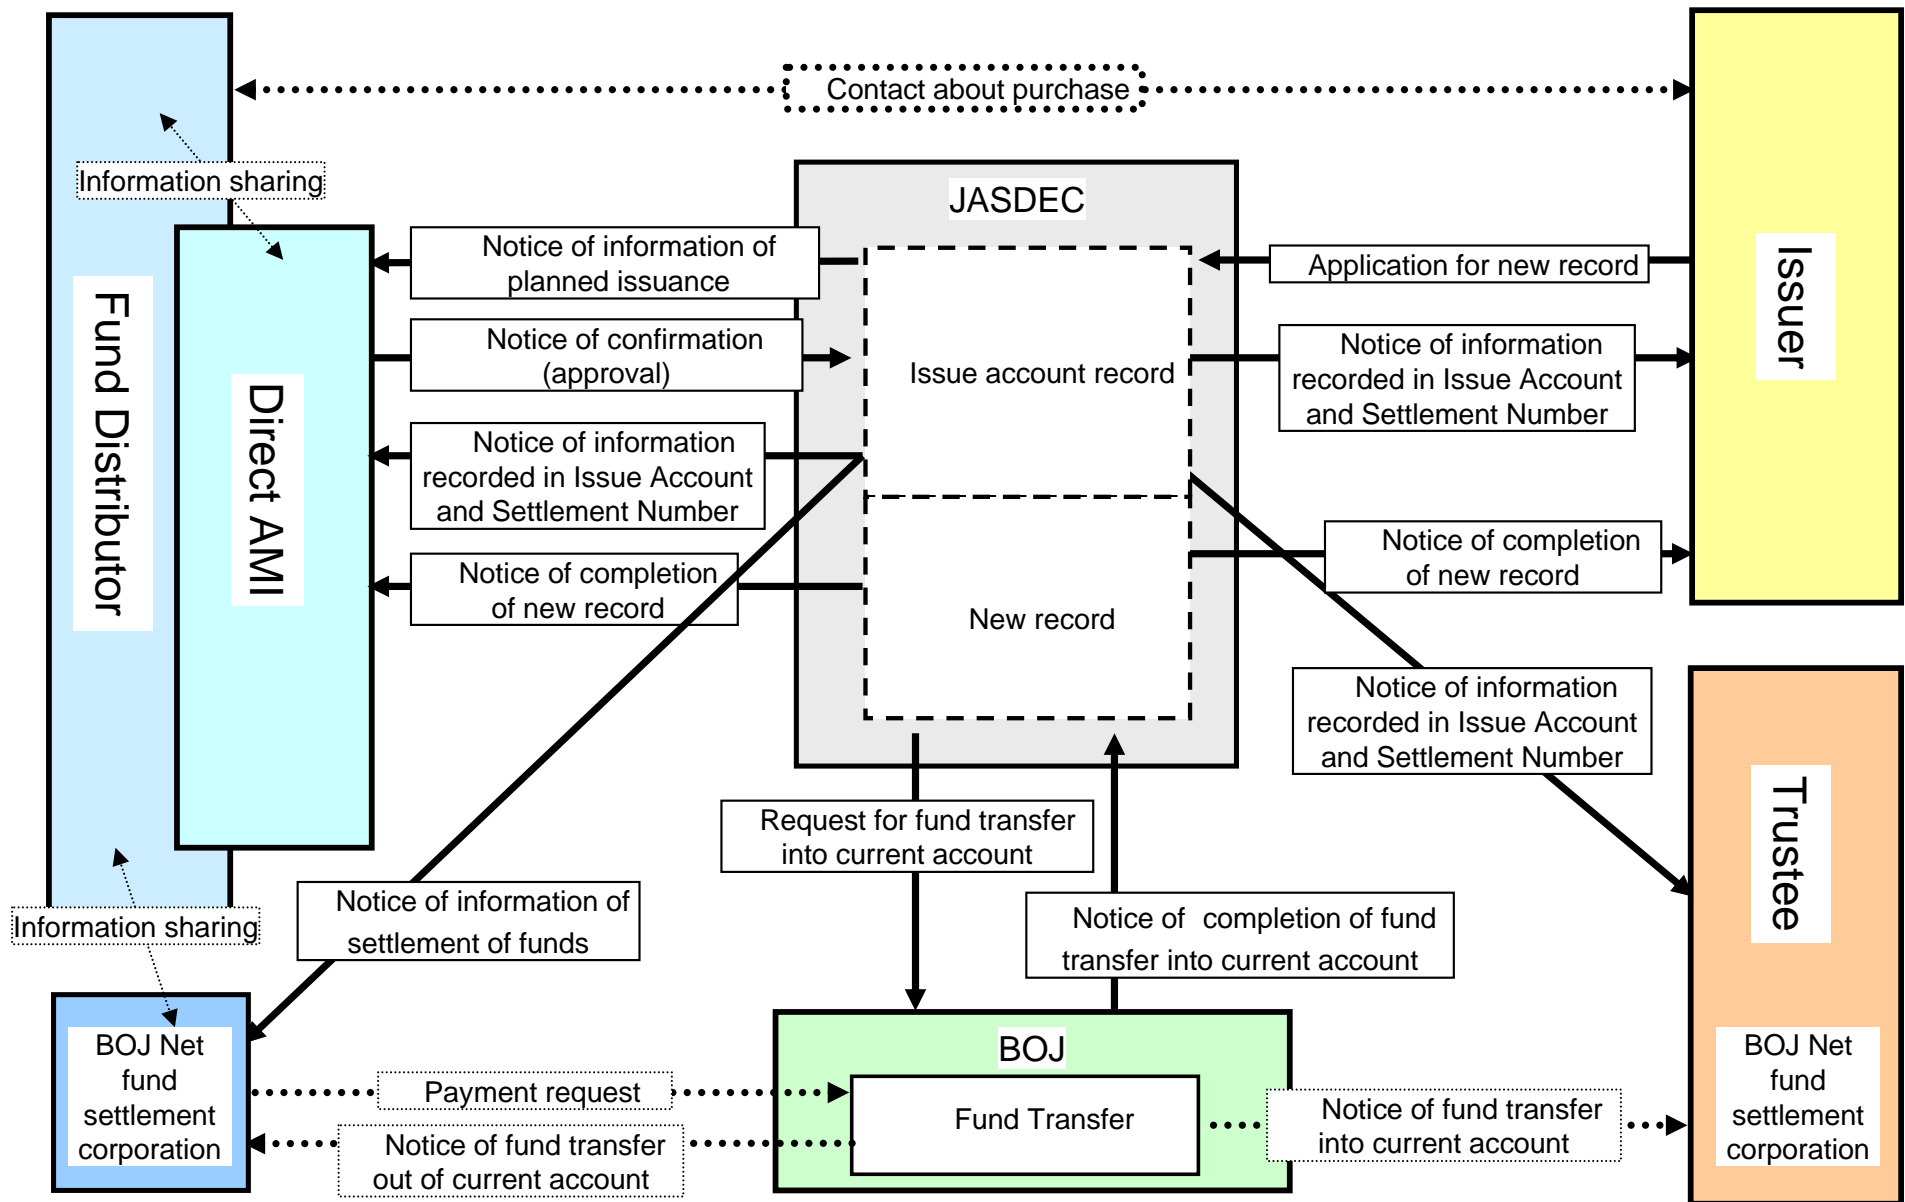 Contact about purchase
Information sharing
JASDEC
Notice of information of
planned issuance
Application for new record
Notice of confirmation
(approval)
Issue account record
Notice of information
recorded in Issue Account
and Settlement Number
Issuer
Fund Distributor
Direct AMI
Notice of information
recorded in Issue Account
and Settlement Number
Notice of completion
of new record
Notice of completion
of new record
New record
Notice of information
recorded in Issue Account
and Settlement Number
Trustee
Request for fund transfer
into current account
Notice of information of
settlement of funds
Notice of  completion of fund
transfer into current account
Information sharing
BOJ Net
fund
settlement
corporation
BOJ
Payment request
Fund Transfer
Notice of fund transfer
out of current account
Notice of fund transfer
into current account
BOJ Net
fund
settlement
corporation